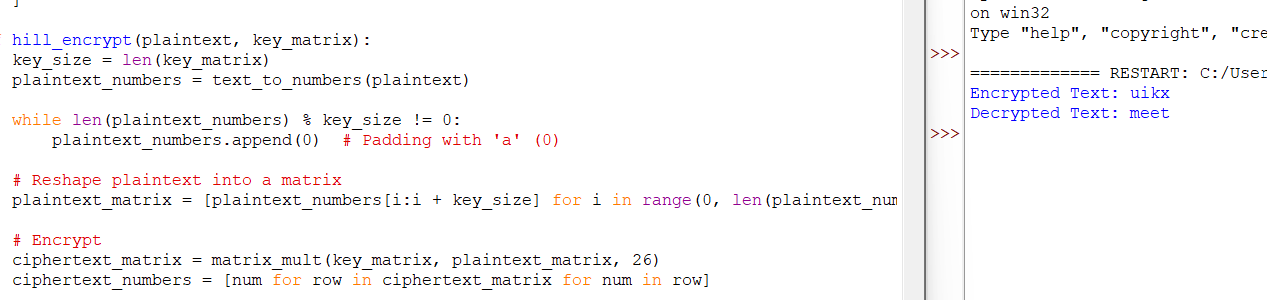 ]
hill_encrypt(plaintext, key_matrix):
key_size = len(key_matrix)
plaintext_numbers = text_to_numbers(plaintext)
while len(plaintext_numbers) % key_size != 0:
plaintext_numbers.append(0)  # Padding with 'a' (0)
# Reshape plaintext into a matrix
plaintext_matrix = [plaintext_numbers[i:i + key_size] for i in range(0, len(plaintext_num
# Encrypt
ciphertext_matrix = matrix_mult(key_matrix, plaintext_matrix, 26)
ciphertext_numbers = [num for row in ciphertext_matrix for num in row]
on win32
Type "help", "copyright", "cre
>>>
============= RESTART: C:/User
Encrypted Text: uikx
Decrypted Text: meet
>>>